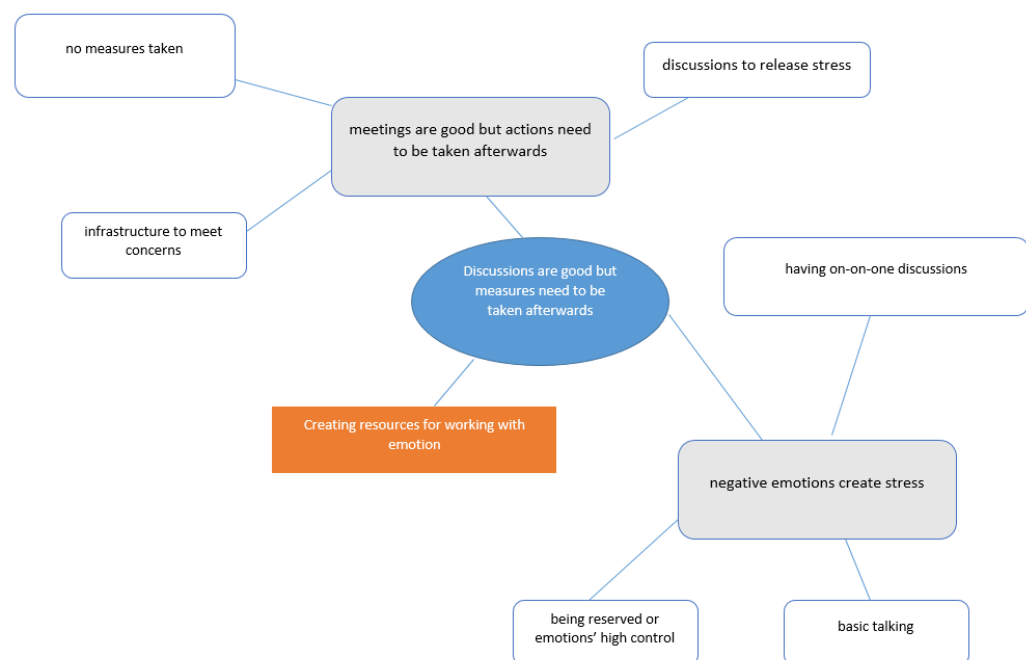 no measures taken
discussions to release stress
meetings are good but actions need
to be taken afterwards
infrastructure to meet
concerns
Discussions are good but
measures need to be
taken afterwards
having on-on-one discussions
Creating resources for working with
emotion
negative emotions create stress
being reserved or
emotions’ high control
basic talking